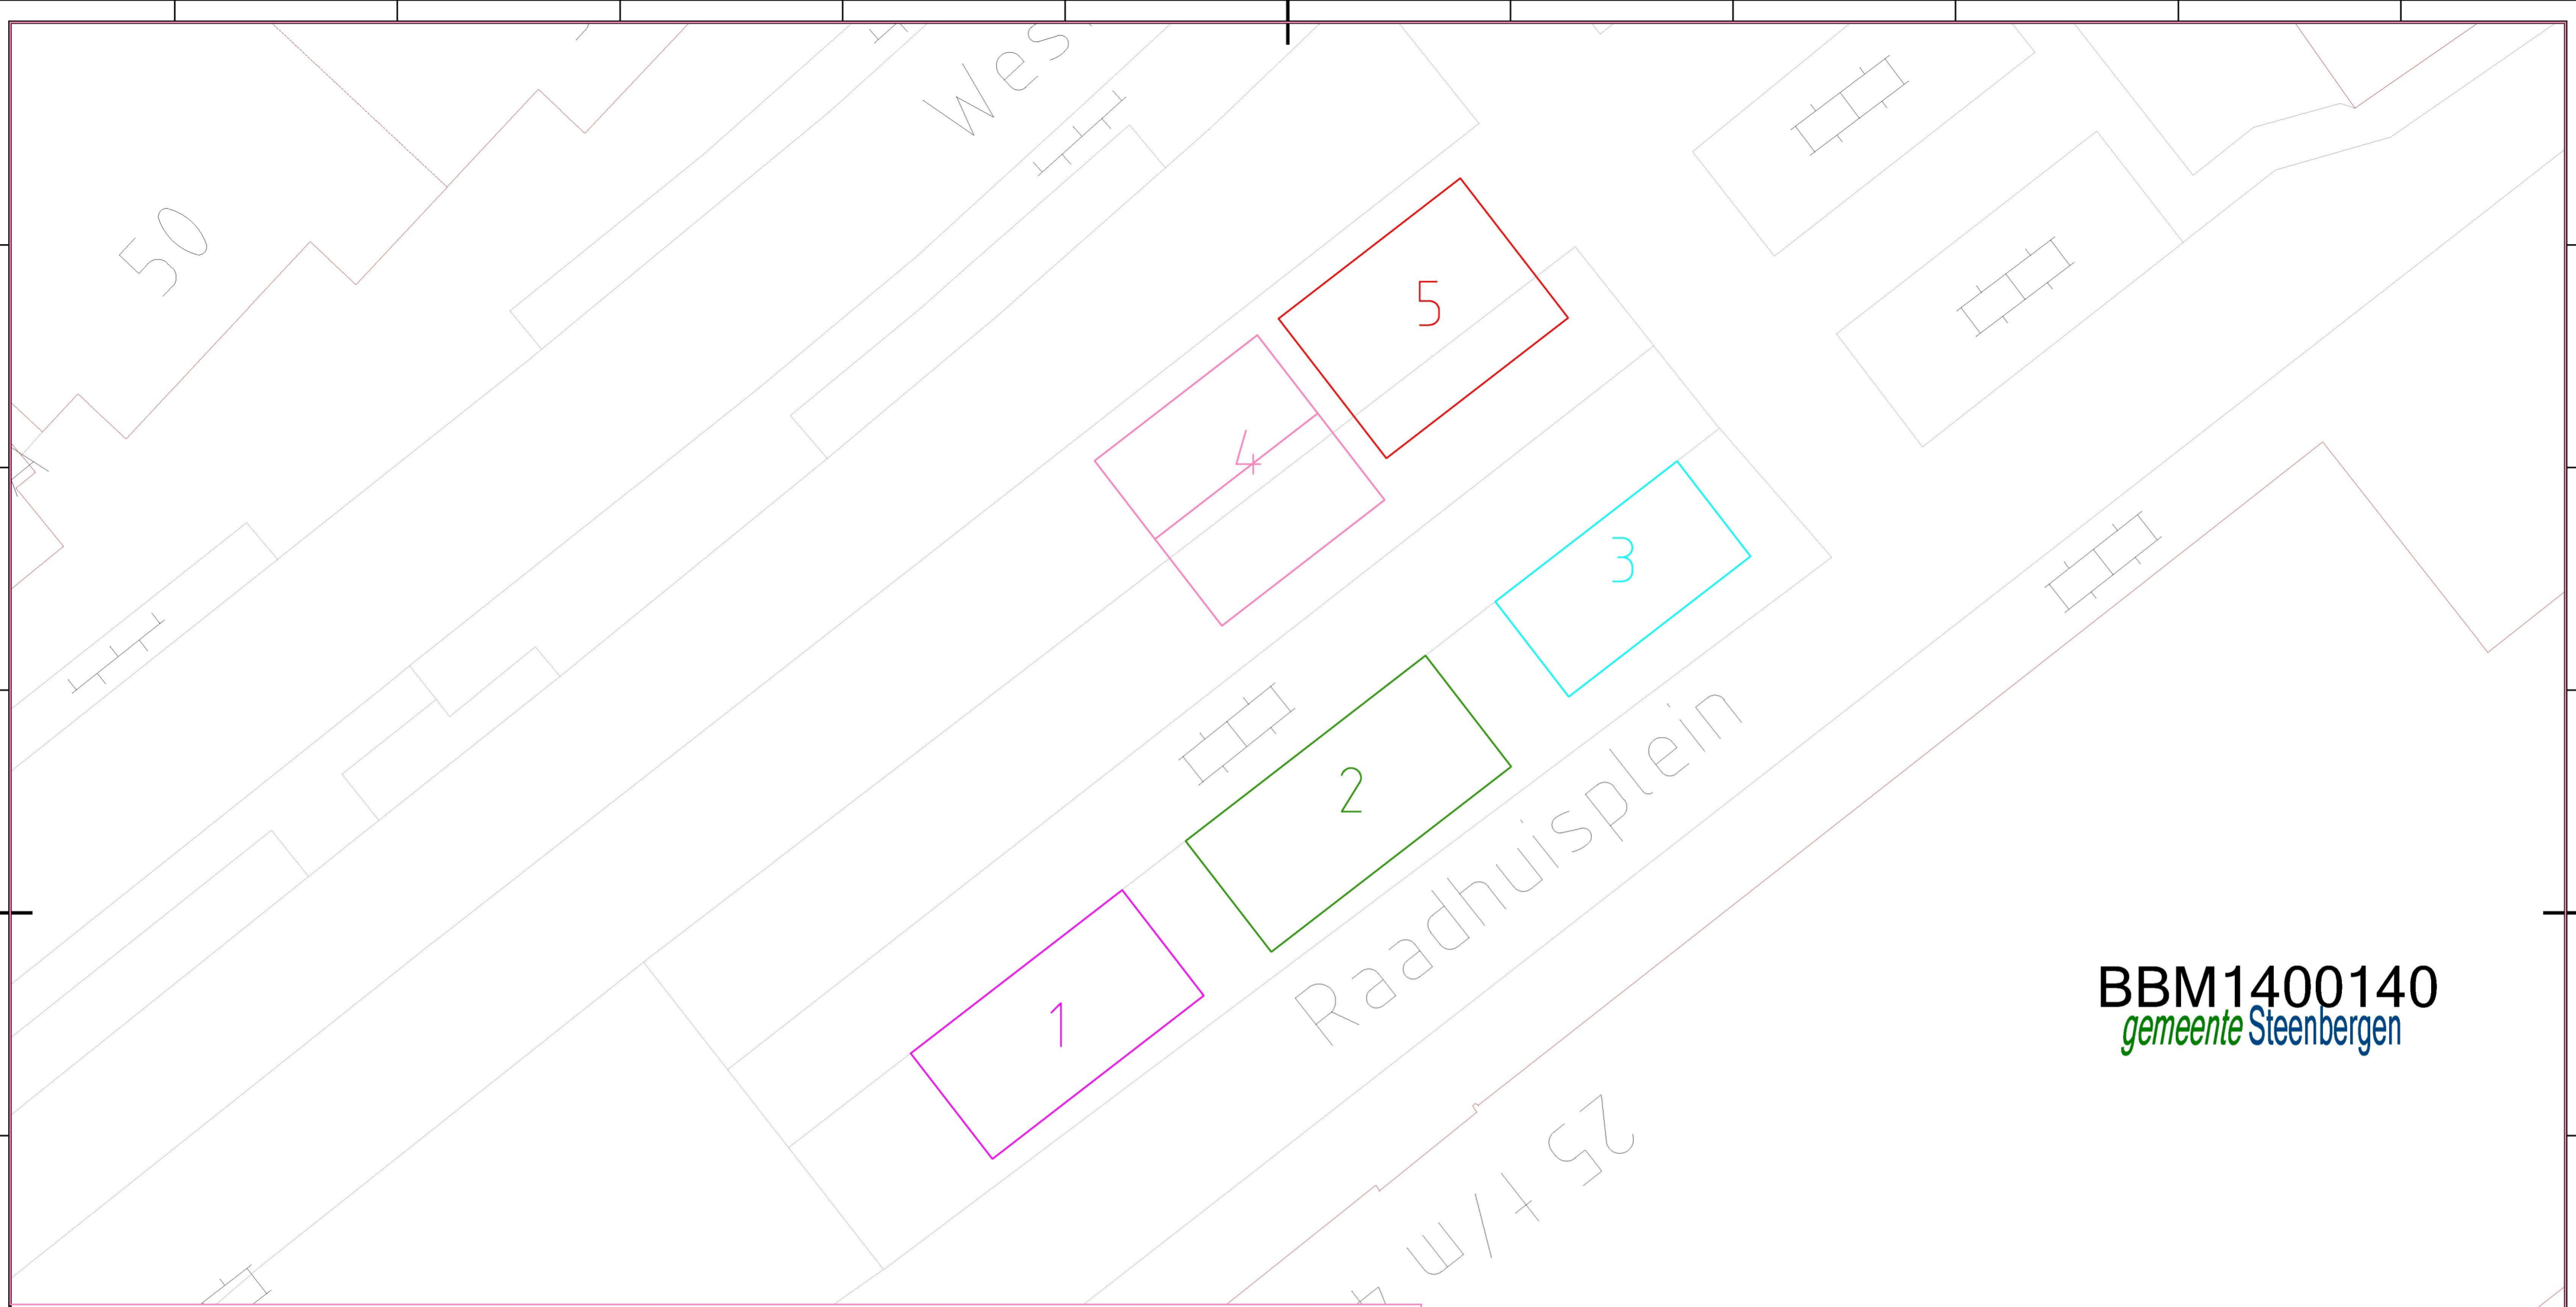 Wes
50
5
4
3
2
1
Raadhuisplein
BBM1400140
gemeente Steenbergen
25 t/m